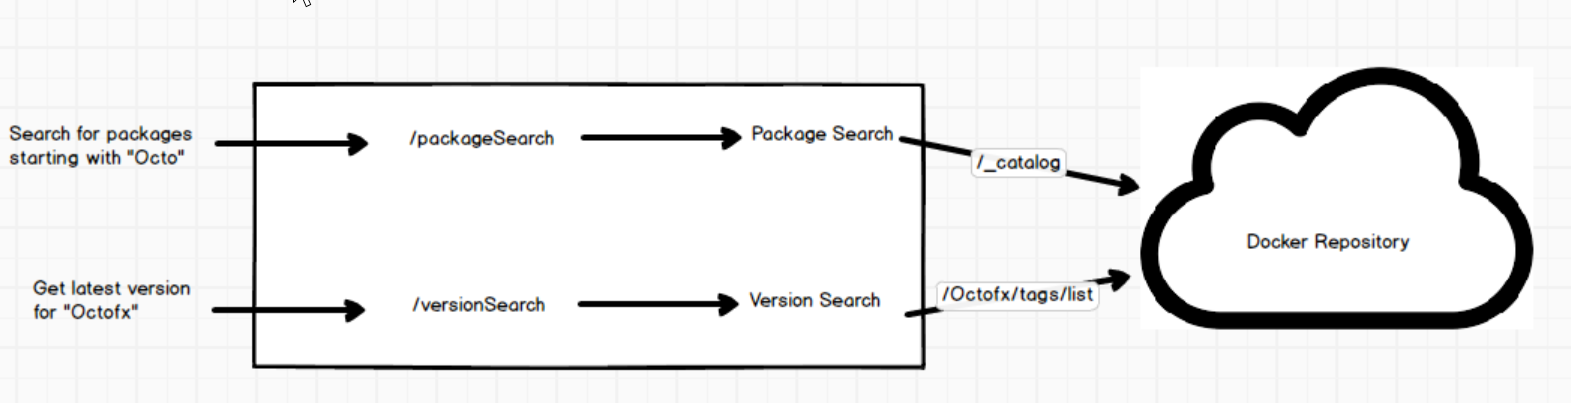 Search for packages
starting with "Octo"
/packageSearch
Package Search
/_catalog
Docker Repository
Get latest version
for "Octofx"
/versionSearch
Version Search
/Octofx/tags/list